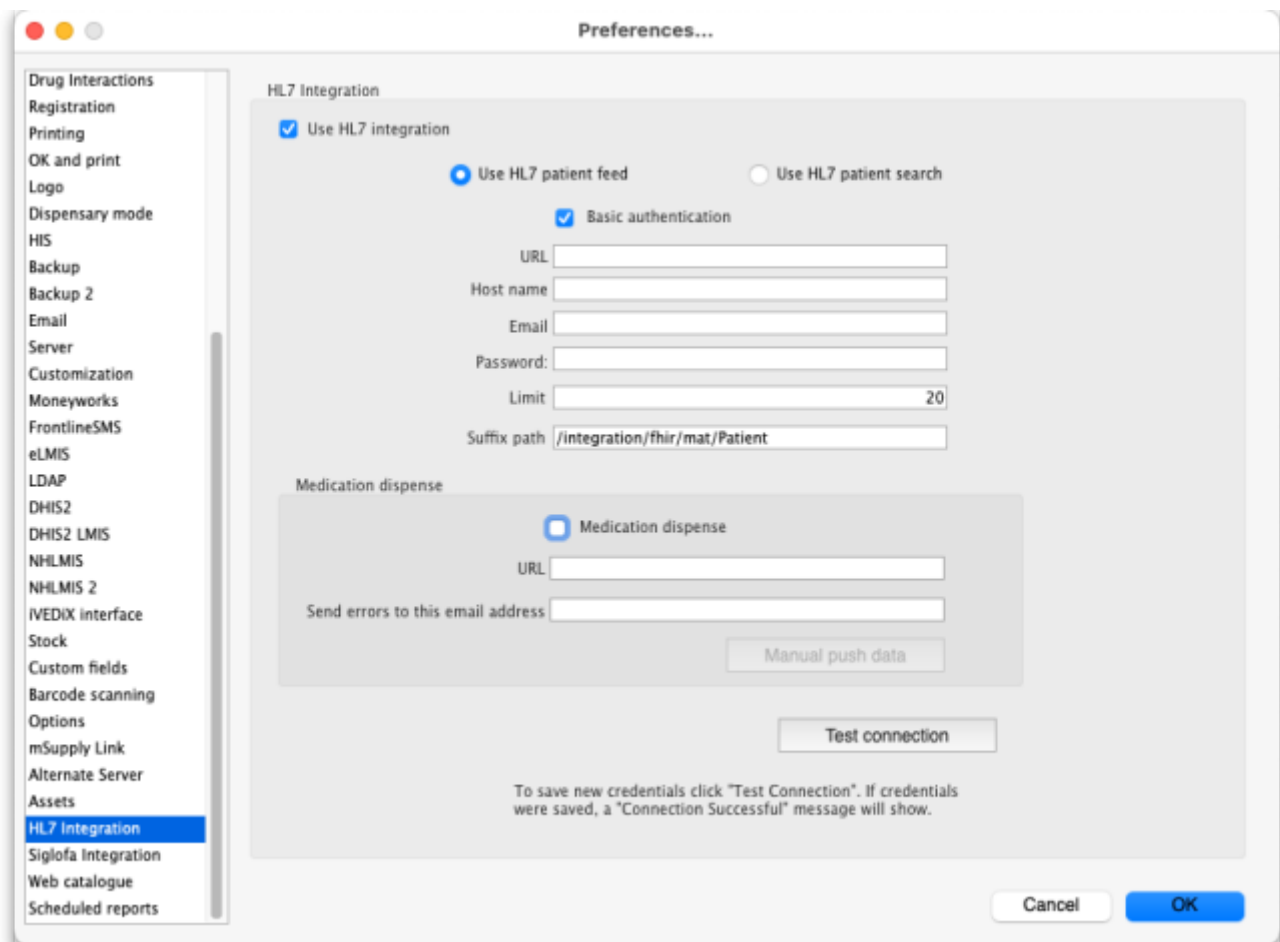 Preferences...
Drug Interactions
Registration
Printing
OK and print
Logo
Dispensary mode
HIS
Backup
Backup 2
Email
Server
Customization
Moneyworks
FrontlineSMS
eLMIS
LDAP
DHIS2
DHIS2 LMIS
NHLMIS
NHLMIS 2
iVEDiX interface
Stock
Custom fields
Barcode scanning
Options
mSupply Link
Alternate Server
Assets
HL7 Integration
Siglofa Integration
Web catalogue
Scheduled reports
HL7 Integration
Use HL7 integration
Use HL7 patient feed
Use HL7 patient search
Basic authentication
URL
Host name
Email
Password:
Limit 20
Suffix path /integration/fhir/mat/Patient
Medication dispense
Medication dispense
URL
Send errors to this email address
Manual push data
Test connection
To save new credentials click "Test Connection". If credentials
were saved, a "Connection Successful" message will show.
Cancel
OK